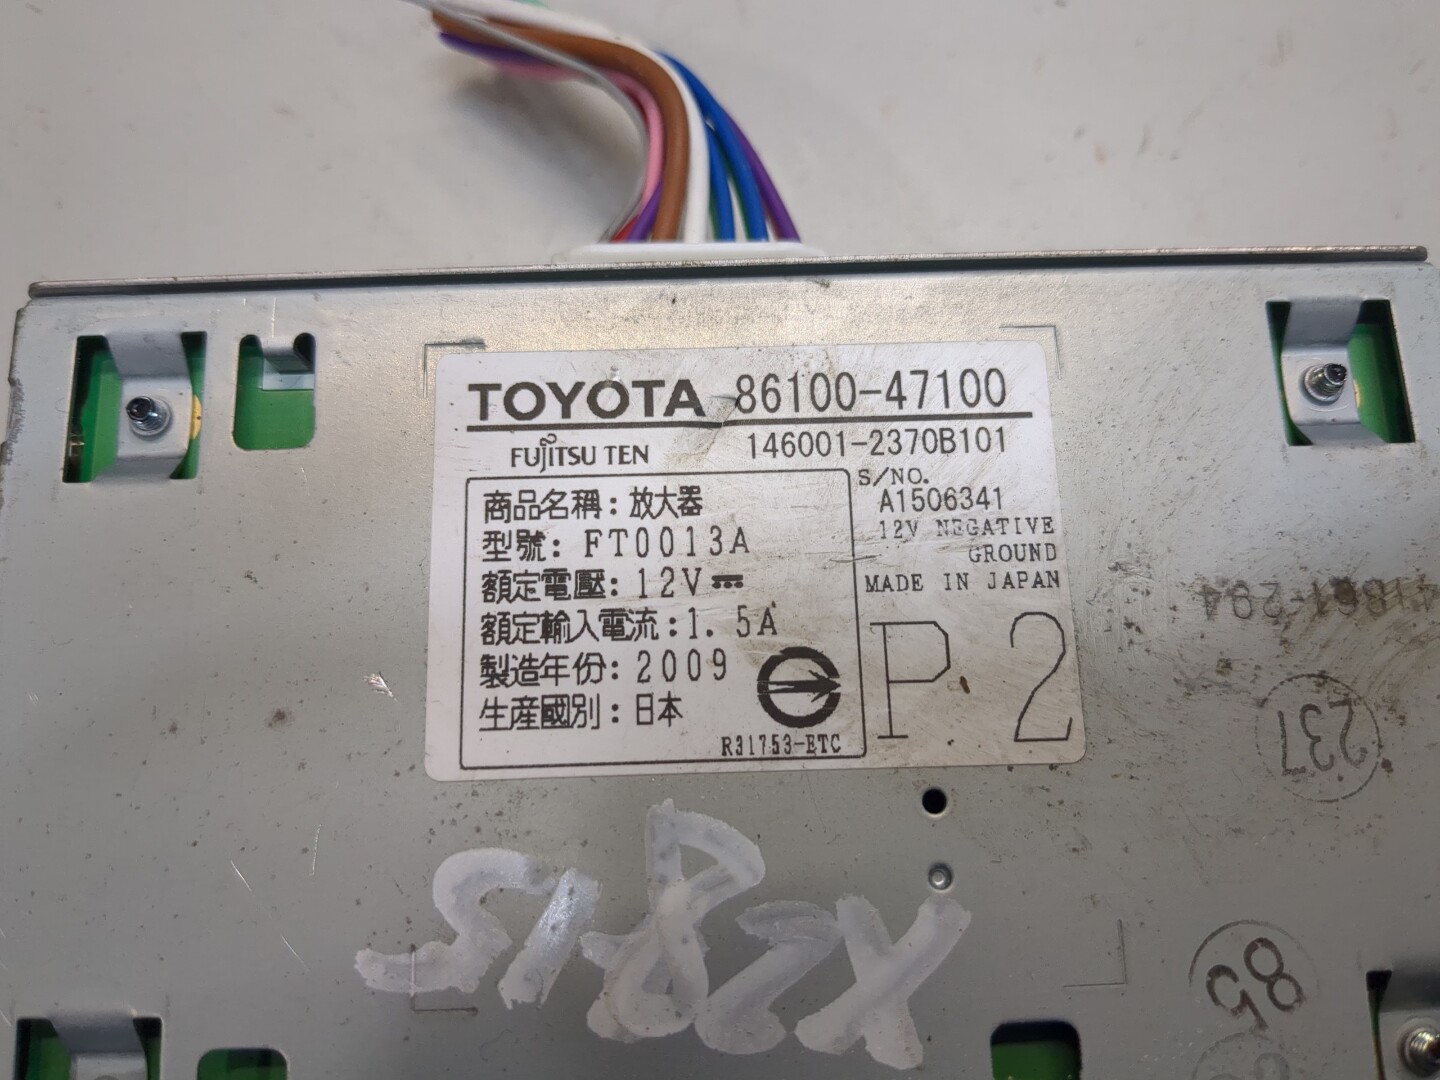 TOYOTA 86100-47100
FUJITSU TEN 146001-2370B101
S/NO.
A1506341
12V NEGATIVE
GROUND
MADE IN JAPAN
P2
商品名稱：放大器
型號：FT0013A
額定電壓：12V⎓
額定輸入電流：1.5A
製造年份：2009
生産國別：日本
R31753-ETC
237
85